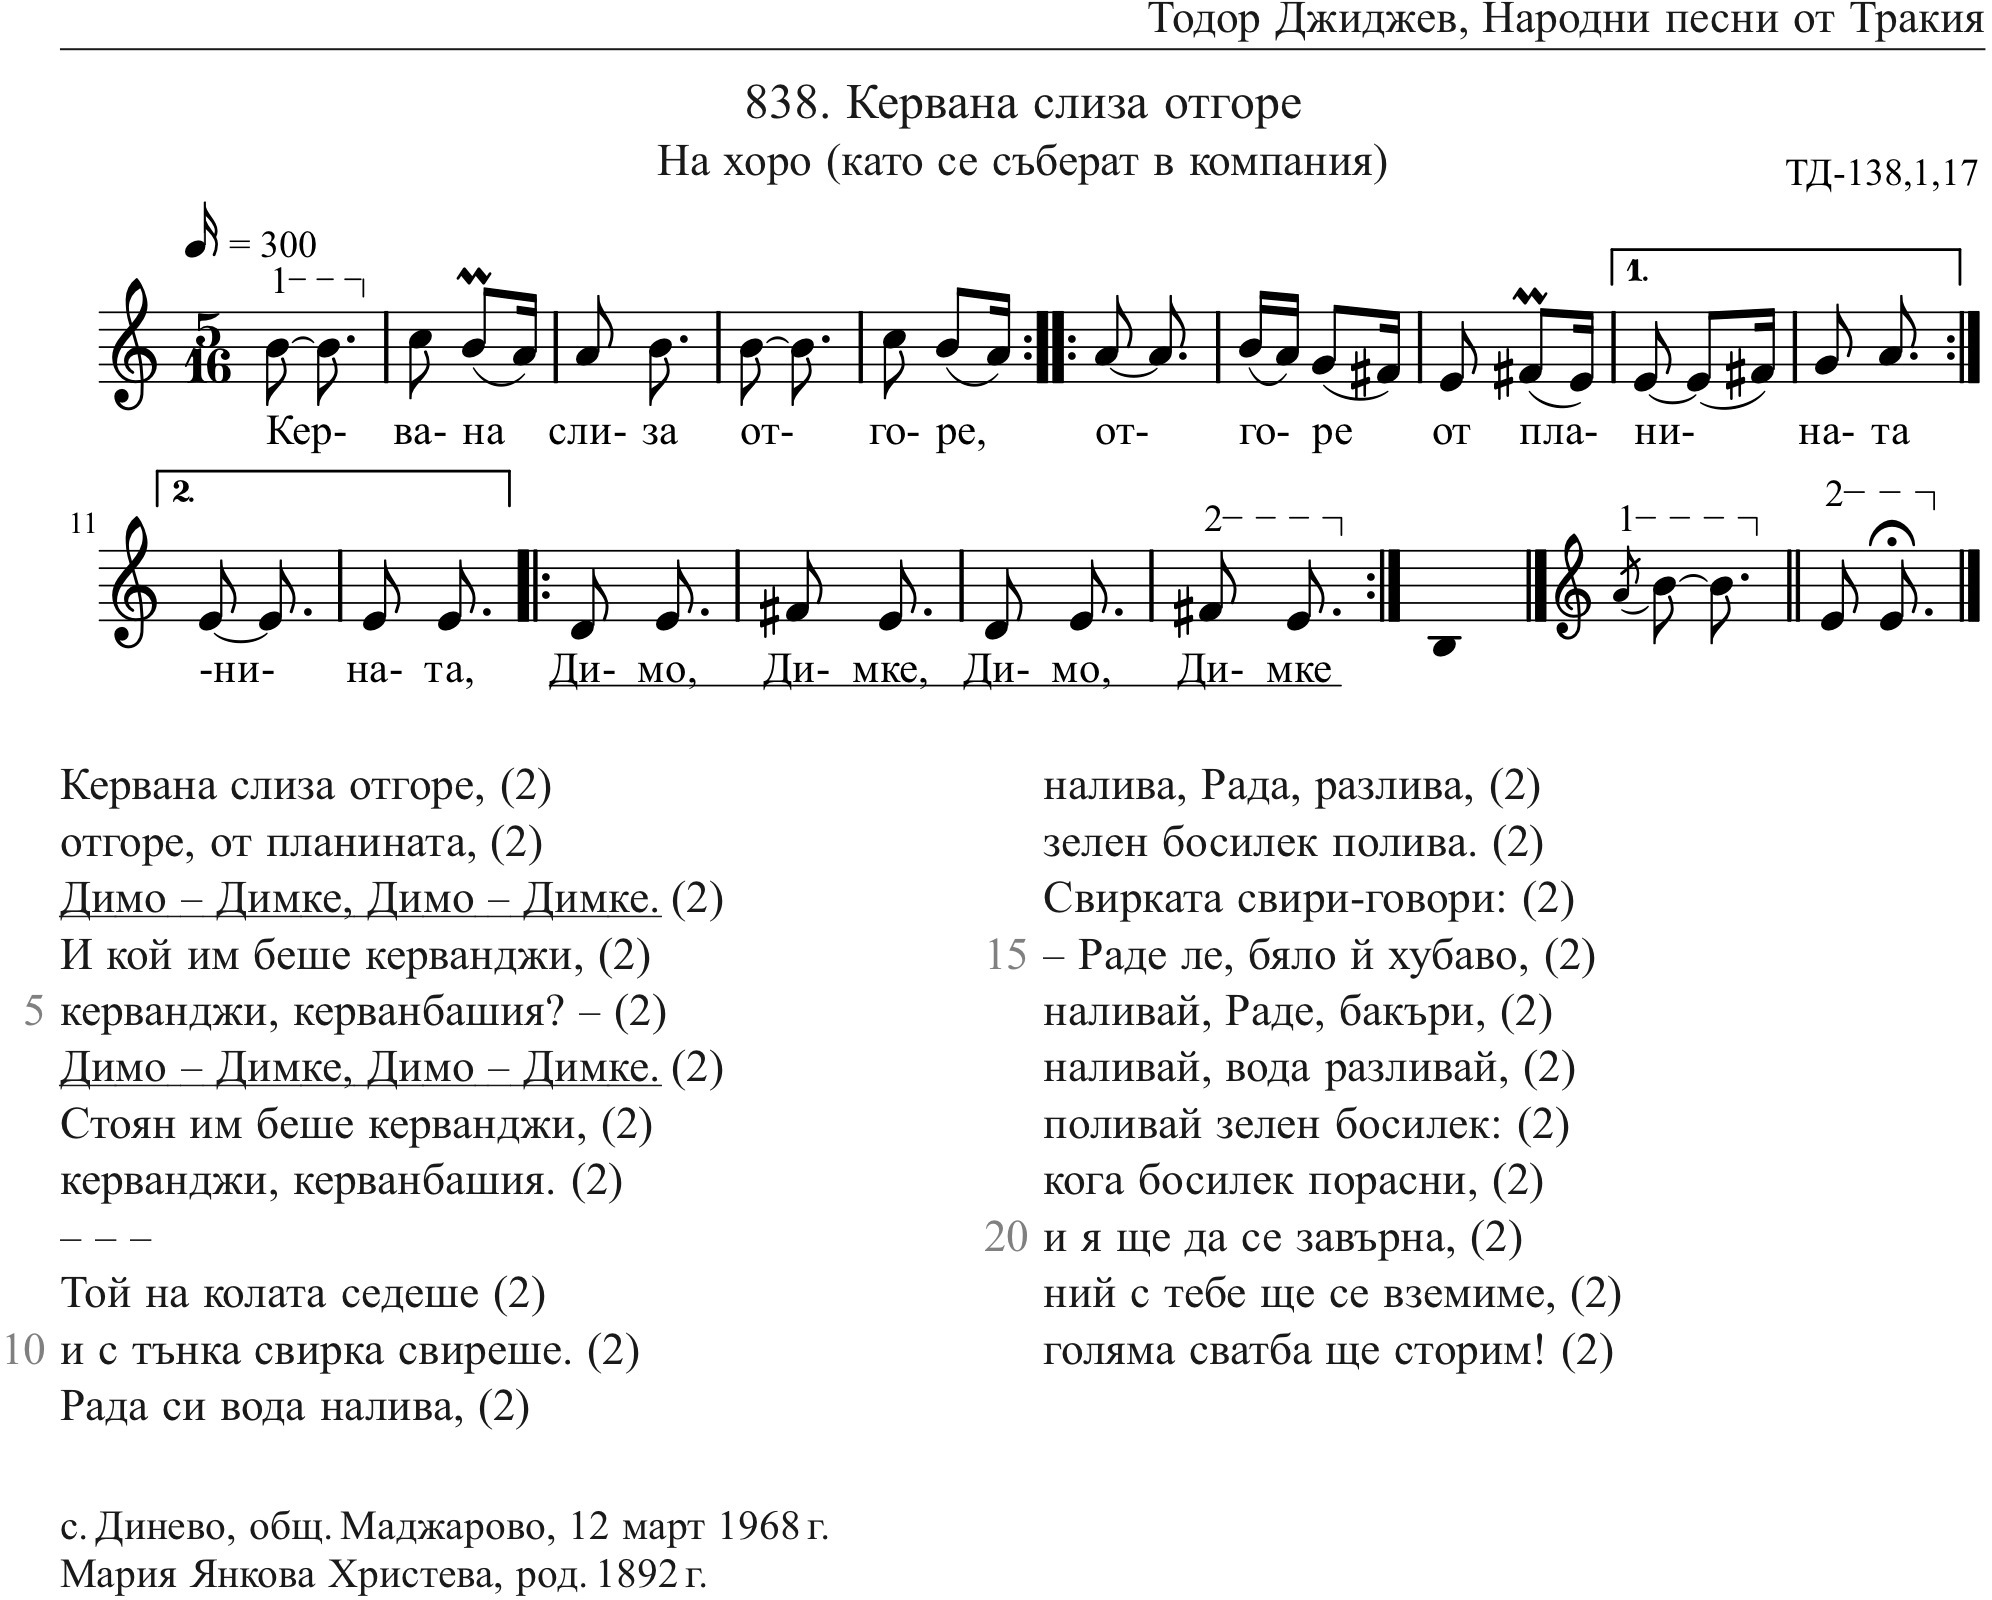 Тодор Джиджев, Народни песни от Тракия
838. Кервана слиза отгоре
На хоро (като се съберат в компания)
ТД-138,1,17
= 300
1– – ¬
1.
5
16
Кер- ва- на сли- за от- го- ре, от- го- ре от пла- ни- на- та
2.
2– – – ¬
1– – – ¬
2– – ¬
11
-ни- на- та, Ди- мо, Ди- мке, Ди- мо, Ди- мке
Кервана слиза отгоре, (2)
отгоре, от планината, (2)
Димо – Димке, Димо – Димке. (2)
И кой им беше керванджи, (2)
5 керванджи, керванбашия? – (2)
Димо – Димке, Димо – Димке. (2)
Стоян им беше керванджи, (2)
керванджи, керванбашия. (2)
– – –
Той на колата седеше (2)
10 и с тънка свирка свиреше. (2)
Рада си вода налива, (2)
налива, Рада, разлива, (2)
зелен босилек полива. (2)
Свирката свири-говори: (2)
15 – Раде ле, бяло й хубаво, (2)
наливай, Раде, бакъри, (2)
наливай, вода разливай, (2)
поливай зелен босилек: (2)
кога босилек порасни, (2)
20 и я ще да се завърна, (2)
ний с тебе ще се вземиме, (2)
голяма сватба ще сторим! (2)
с. Динево, общ. Маджарово, 12 март 1968 г.
Мария Янкова Христева, род. 1892 г.